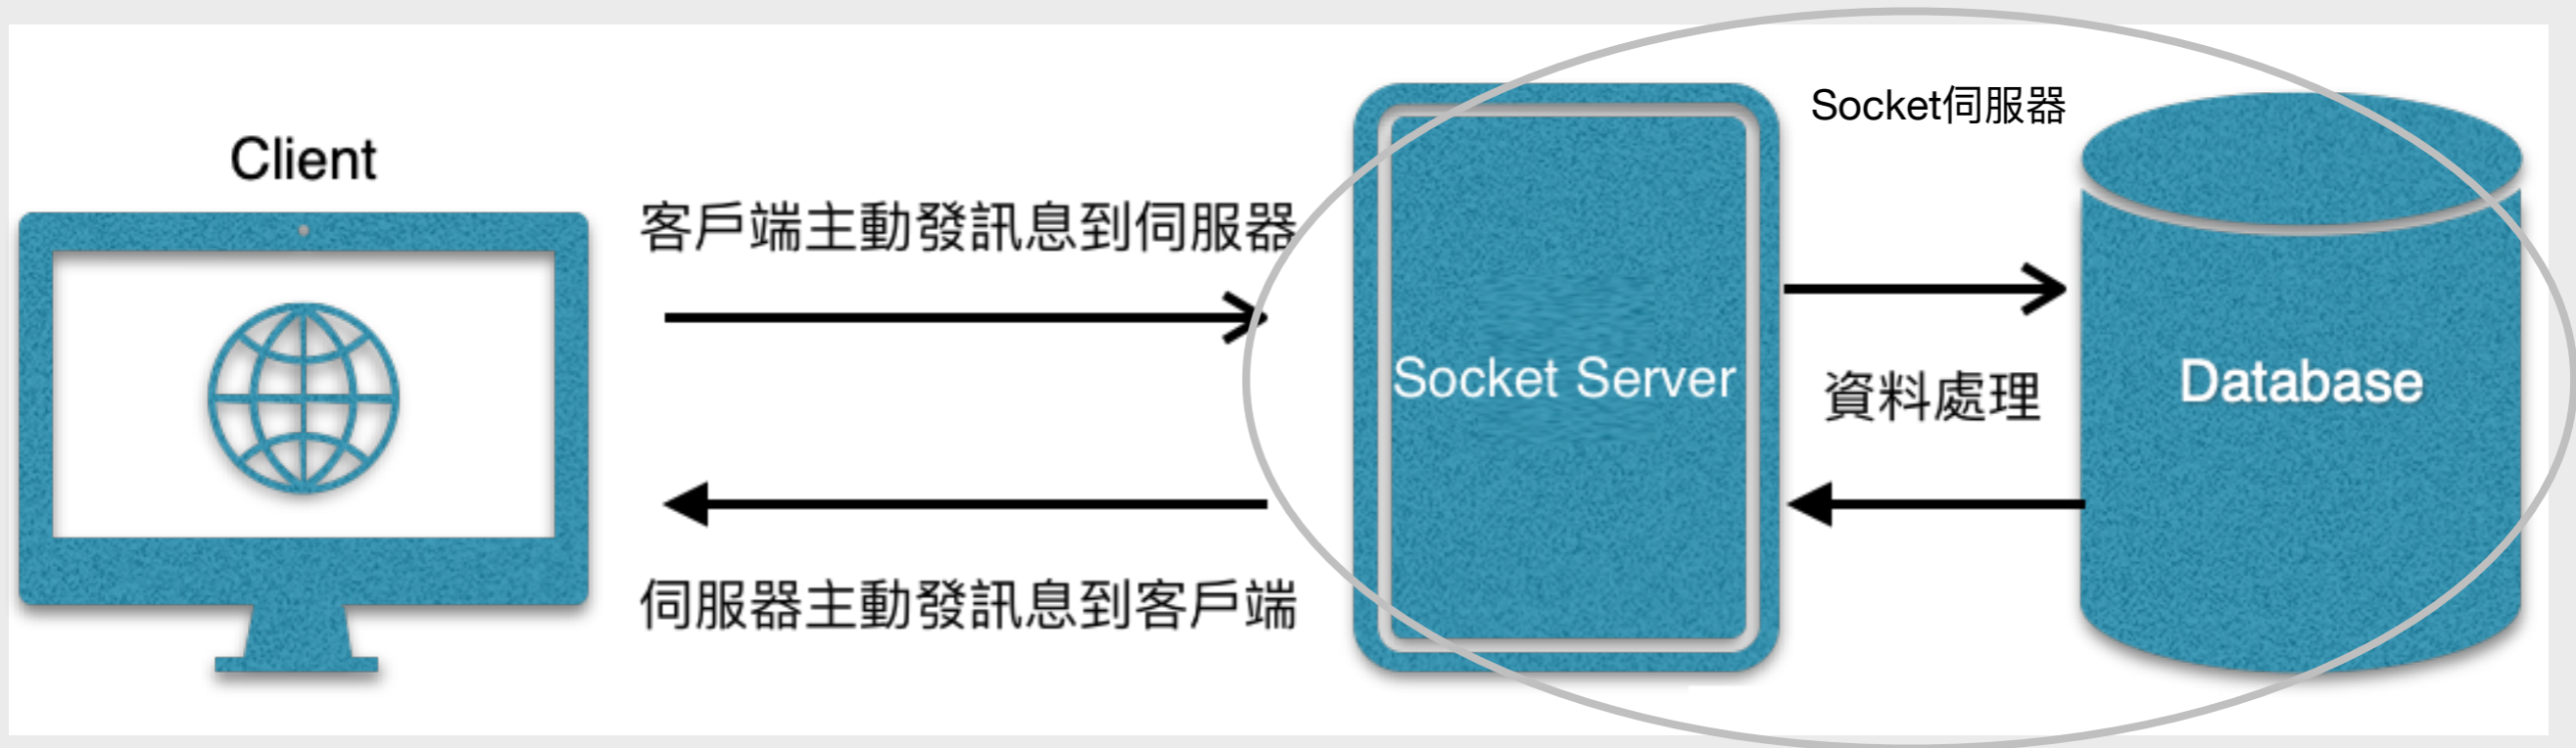 Client
客戶端主動發訊息到伺服器
伺服器主動發訊息到客戶端
Socket Server
Socket伺服器
資料處理
Database